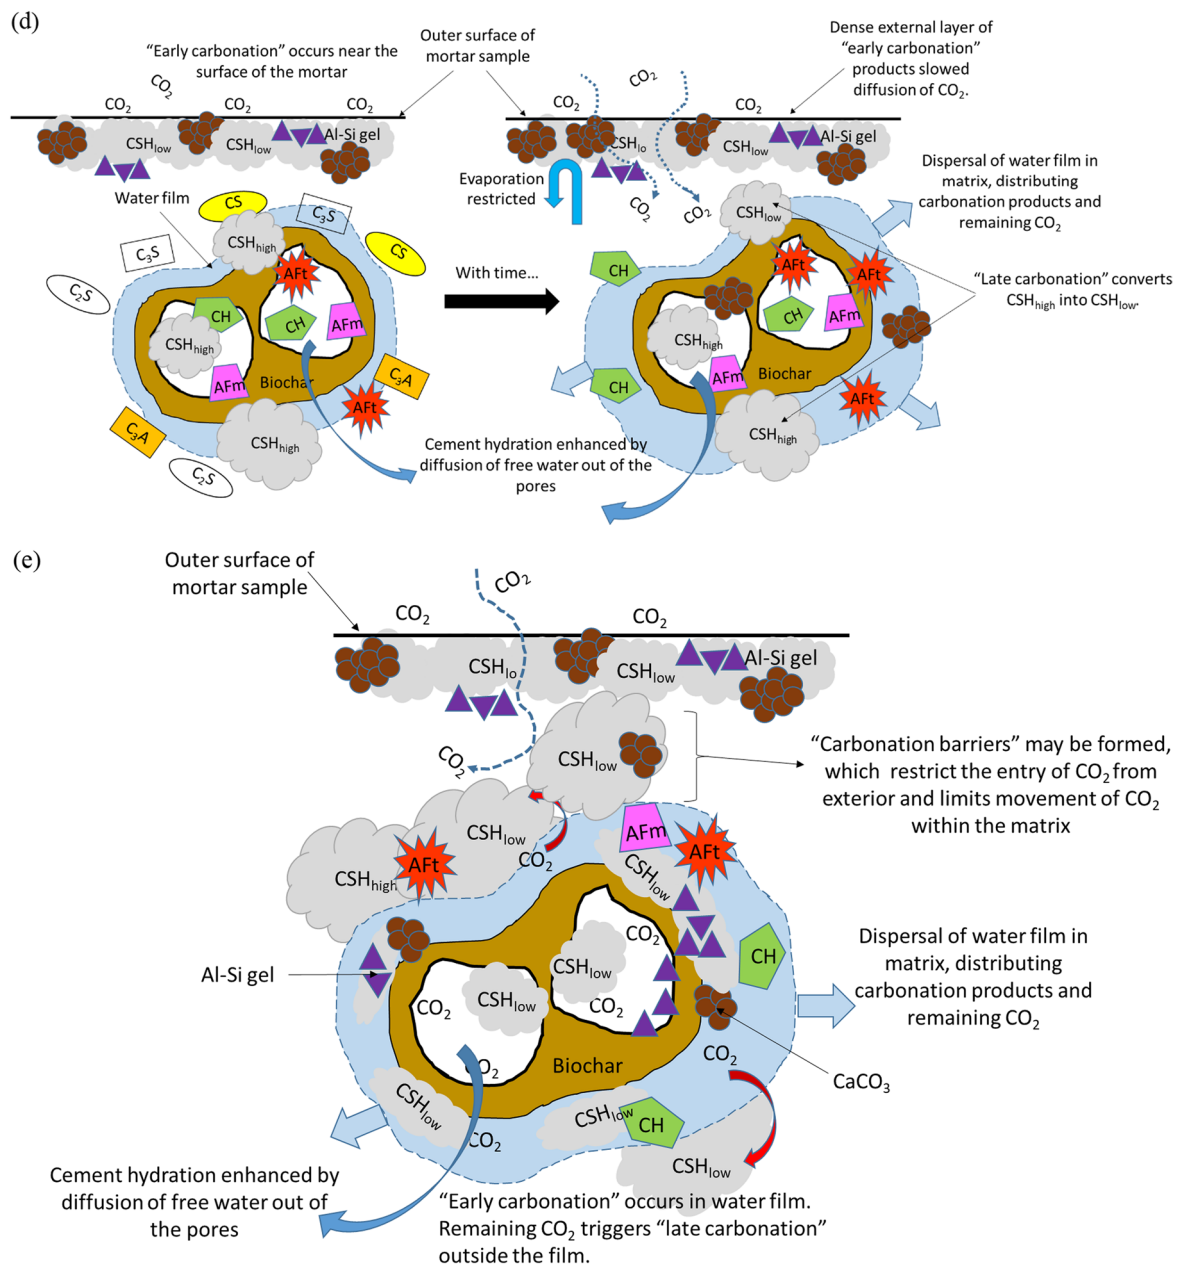 (d)
“Early carbonation” occurs near the
surface of the mortar
CO2
CO2
CO2
CO2
Outer surface of
mortar sample
CSHlow
CSHlow
Al-Si gel
Water film
CS
C3S
CS
C3S
C2S
CSHhigh
AFt
CH
CH
AFm
CSHhigh
AFm
Biochar
C3A
AFt
C3A
CSHhigh
C2S
With time...
Cement hydration enhanced by
diffusion of free water out of the
pores
CO2
CO2
CO2
Dense external layer of
“early carbonation”
products slowed
diffusion of CO2.
CSHlo
CSHlow
Al-Si gel
Evaporation
restricted
CO2
CO2
Dispersal of water film in
matrix, distributing
carbonation products and
remaining CO2
CSHlow
CH
AFt
AFt
“Late carbonation” converts
CSHhigh into CSHlow.
CH
AFm
CSHhigh
AFm
Biochar
CH
AFt
CSHhigh
(e)
Outer surface of
mortar sample
CO2
CO2
CO2
CSHlo
CSHlow
Al-Si gel
CO2
CSHlow
“Carbonation barriers” may be formed,
which restrict the entry of CO2 from
exterior and limits movement of CO2
within the matrix
CSHlow
CO2
AFm
AFt
AFt
CSHhigh
CSHlow
CO2
CH
Al-Si gel
CSHlow
CSHlow
CO2
CO2
Dispersal of water film in
matrix, distributing
carbonation products and
remaining CO2
O2
Biochar
CO2
CaCO3
CSHlow
CSHlow
CH
CO2
CSHlow
Cement hydration enhanced by
diffusion of free water out of
the pores
“Early carbonation” occurs in water film.
Remaining CO2 triggers “late carbonation”
outside the film.